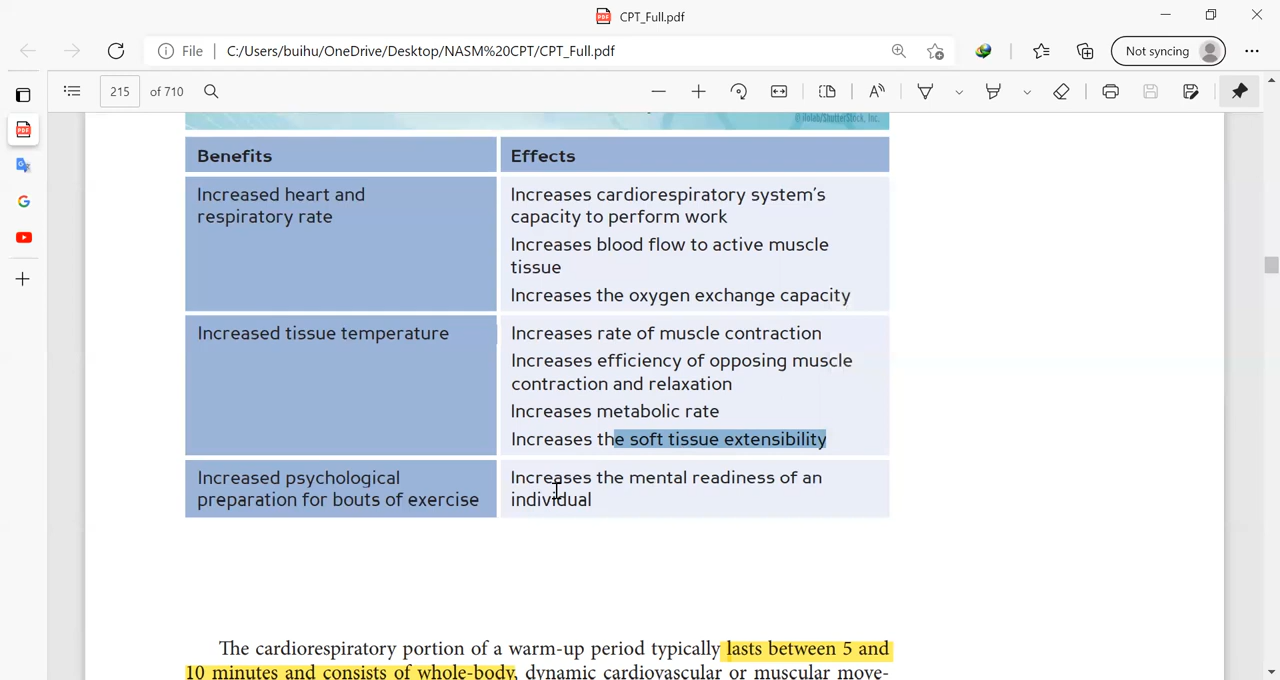 CPT_Full.pdf
File
C:/Users/buihu/OneDrive/Desktop/NASM%20CPT/CPT_Full.pdf
Not syncing
215 of 710
Benefits
Effects
Increased heart and
respiratory rate
Increases cardiorespiratory system's
capacity to perform work
Increases blood flow to active muscle
tissue
Increases the oxygen exchange capacity
Increased tissue temperature
Increases rate of muscle contraction
Increases efficiency of opposing muscle
contraction and relaxation
Increases metabolic rate
Increases the soft tissue extensibility
Increased psychological
preparation for bouts of exercise
Increases the mental readiness of an
individual
The cardiorespiratory portion of a warm-up period typically lasts between 5 and
10 minutes and consists of whole-body, dynamic cardiovascular or muscular move-